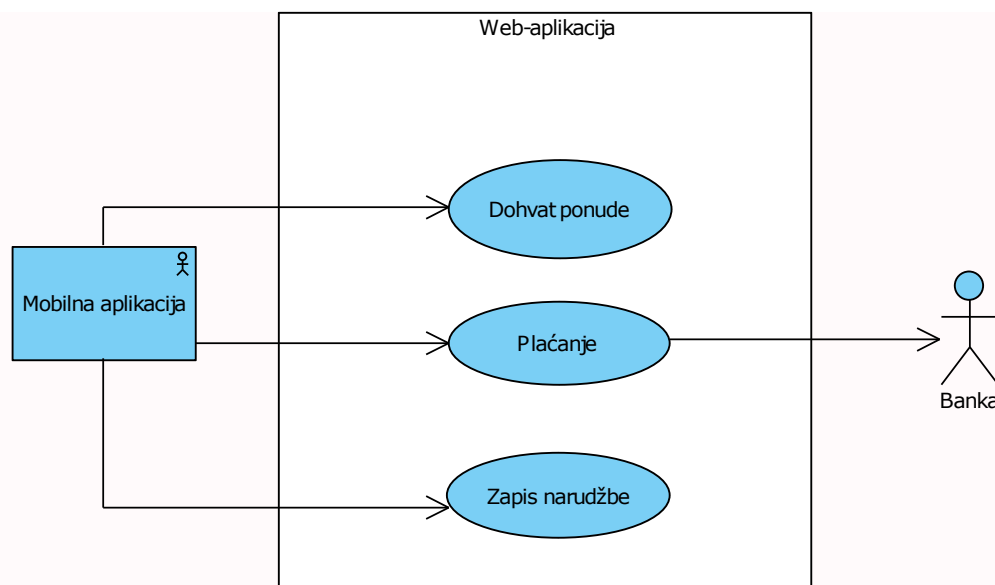 Web-aplikacija
Dohvat ponude
Mobilna aplikacija
Plaćanje
Banka
Zapis narudžbe